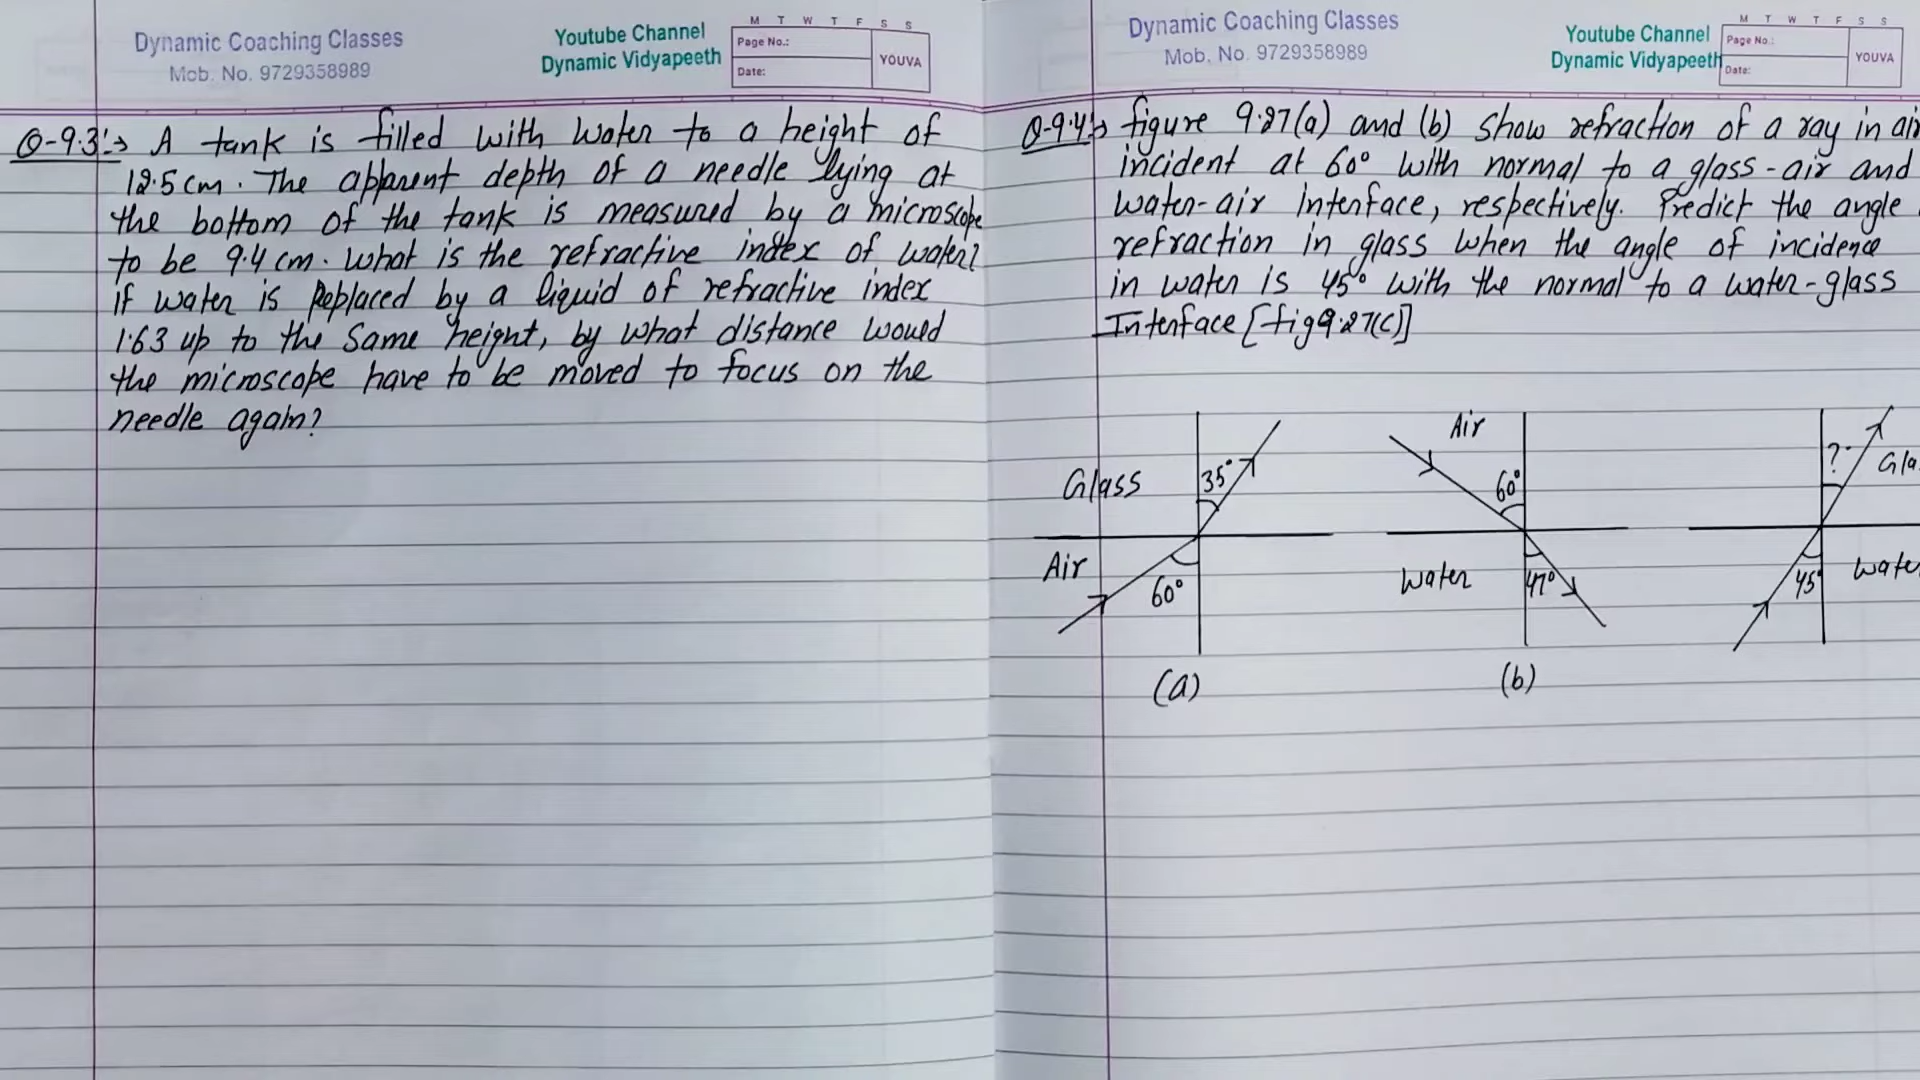 Dynamic Coaching Classes
Mob. No. 9729358989
Youtube Channel
Dynamic Vidyapeeth
M T W T F S S
Page No.:
Date:
YOUVA
Q-9.3:→ A tank is filled with water to a height of
12.5cm. The apparent depth of a needle lying at
the bottom of the tank is measured by a microscope
to be 9.4 cm. What is the refractive index of water?
if water is Replaced by a liquid of refractive index
1.63 up to the same height, by what distance would
the microscope have to be moved to focus on the
needle again?
Dynamic Coaching Classes
Mob. No. 9729358989
Youtube Channel
Dynamic Vidyapeeth
M T W T F S S
Page No.:
Date:
YOUVA
Q-9.4:→ figure 9.27(a) and (b) show refraction of a ray in air
incident at 60° with normal to a glass-air and
water-air interface, respectively. Predict the angle
refraction in glass when the angle of incidence
in water is 45° with the normal to a water-glass
Interface [fig 9.27(c)]
Glass 35°
Air 60°
(a)
Air 60°
Water 47°
(b)
? Gla
45° Wate